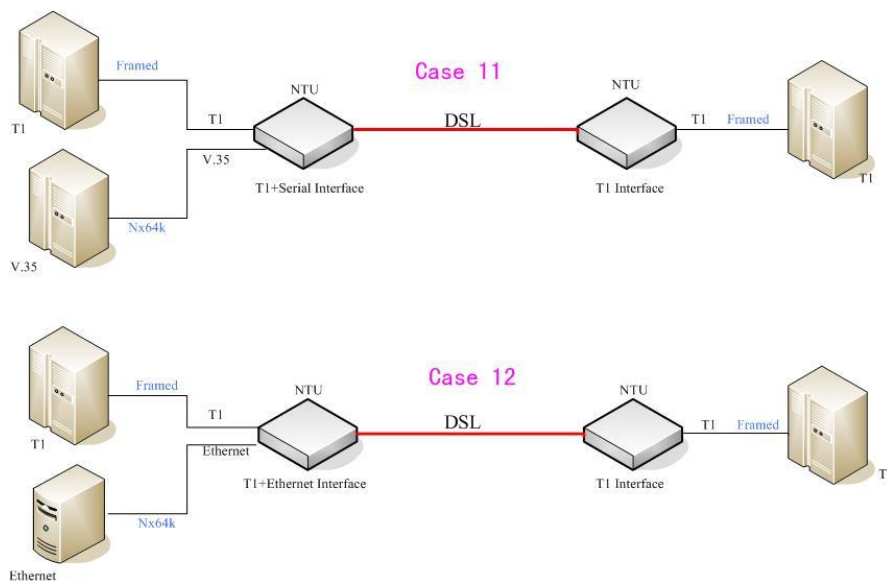 Case 11
Framed
T1
NTU
T1
V.35
T1+Serial Interface
DSL
NTU
T1
Framed
T1 Interface
T1
Nx64k
V.35
Case 12
Framed
T1
NTU
T1
Ethernet
T1+Ethernet Interface
DSL
NTU
T1
Framed
T1 Interface
T
Nx64k
Ethernet